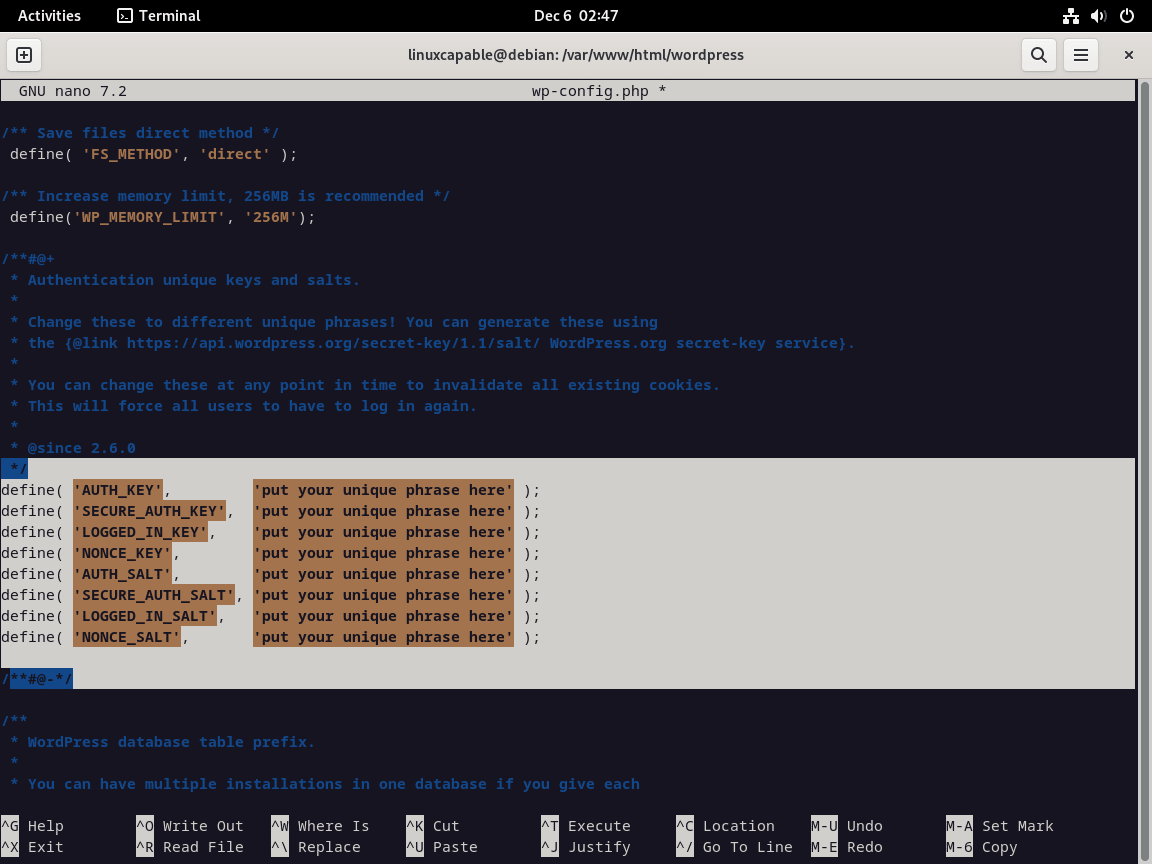 Activities Terminal Dec 6 02:47
linuxcapable@debian: /var/www/html/wordpress
GNU nano 7.2 wp-config.php *
/** Save files direct method */
define( 'FS_METHOD', 'direct' );
/** Increase memory limit, 256MB is recommended */
define('WP_MEMORY_LIMIT', '256M');
/**#@+
* Authentication unique keys and salts.
*
* Change these to different unique phrases! You can generate these using
* the {@link https://api.wordpress.org/secret-key/1.1/salt/ WordPress.org secret-key service}.
*
* You can change these at any point in time to invalidate all existing cookies.
* This will force all users to have to log in again.
*
* @since 2.6.0
*/
define( 'AUTH_KEY', 'put your unique phrase here' );
define( 'SECURE_AUTH_KEY', 'put your unique phrase here' );
define( 'LOGGED_IN_KEY', 'put your unique phrase here' );
define( 'NONCE_KEY', 'put your unique phrase here' );
define( 'AUTH_SALT', 'put your unique phrase here' );
define( 'SECURE_AUTH_SALT', 'put your unique phrase here' );
define( 'LOGGED_IN_SALT', 'put your unique phrase here' );
define( 'NONCE_SALT', 'put your unique phrase here' );
/**#@-*/
/**
* WordPress database table prefix.
*
* You can have multiple installations in one database if you give each
^G Help ^O Write Out ^W Where Is ^K Cut ^T Execute ^C Location M-U Undo M-A Set Mark
^X Exit ^R Read File ^\ Replace ^U Paste ^J Justify ^/ Go To Line M-E Redo M-6 Copy